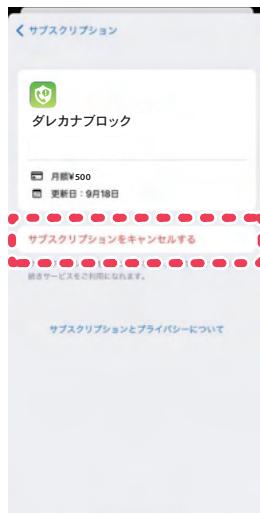 サブスクリプション
ダレカナブロック
月額¥500
更新日：9月18日
サブスクリプションをキャンセルする
続きサービスをご利用になれます。
サブスクリプションとプライバシーについて